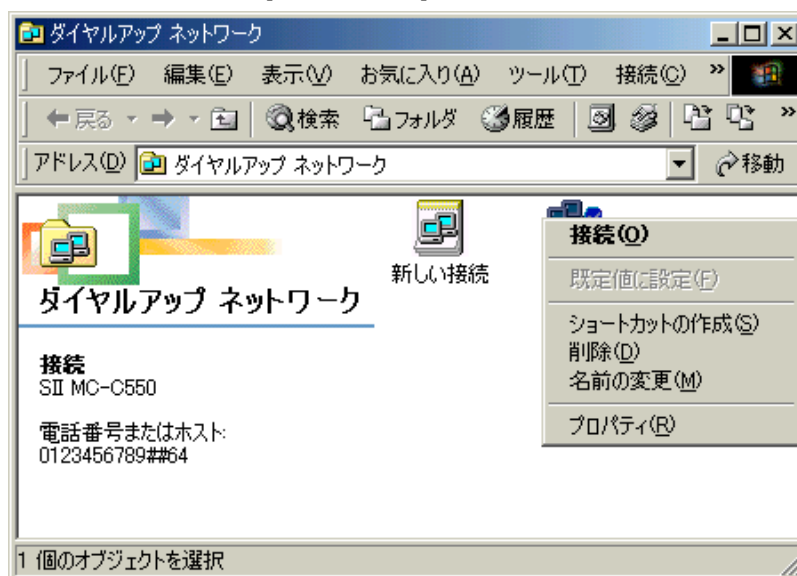 ダイヤルアップ ネットワーク
ファイル(F) 編集(E) 表示(V) お気に入り(A) ツール(T) 接続(C) »
戻る 検索 フォルダ 履歴 »
アドレス(D) ダイヤルアップ ネットワーク 移動
ダイヤルアップ ネットワーク
接続
SII MC-C550
電話番号または ホスト:
0123456789##64
新しい接続
接続(O)
既定値に設定(F)
ショートカットの作成(S)
削除(D)
名前の変更(M)
プロパティ(R)
1 個のオブジェクトを選択